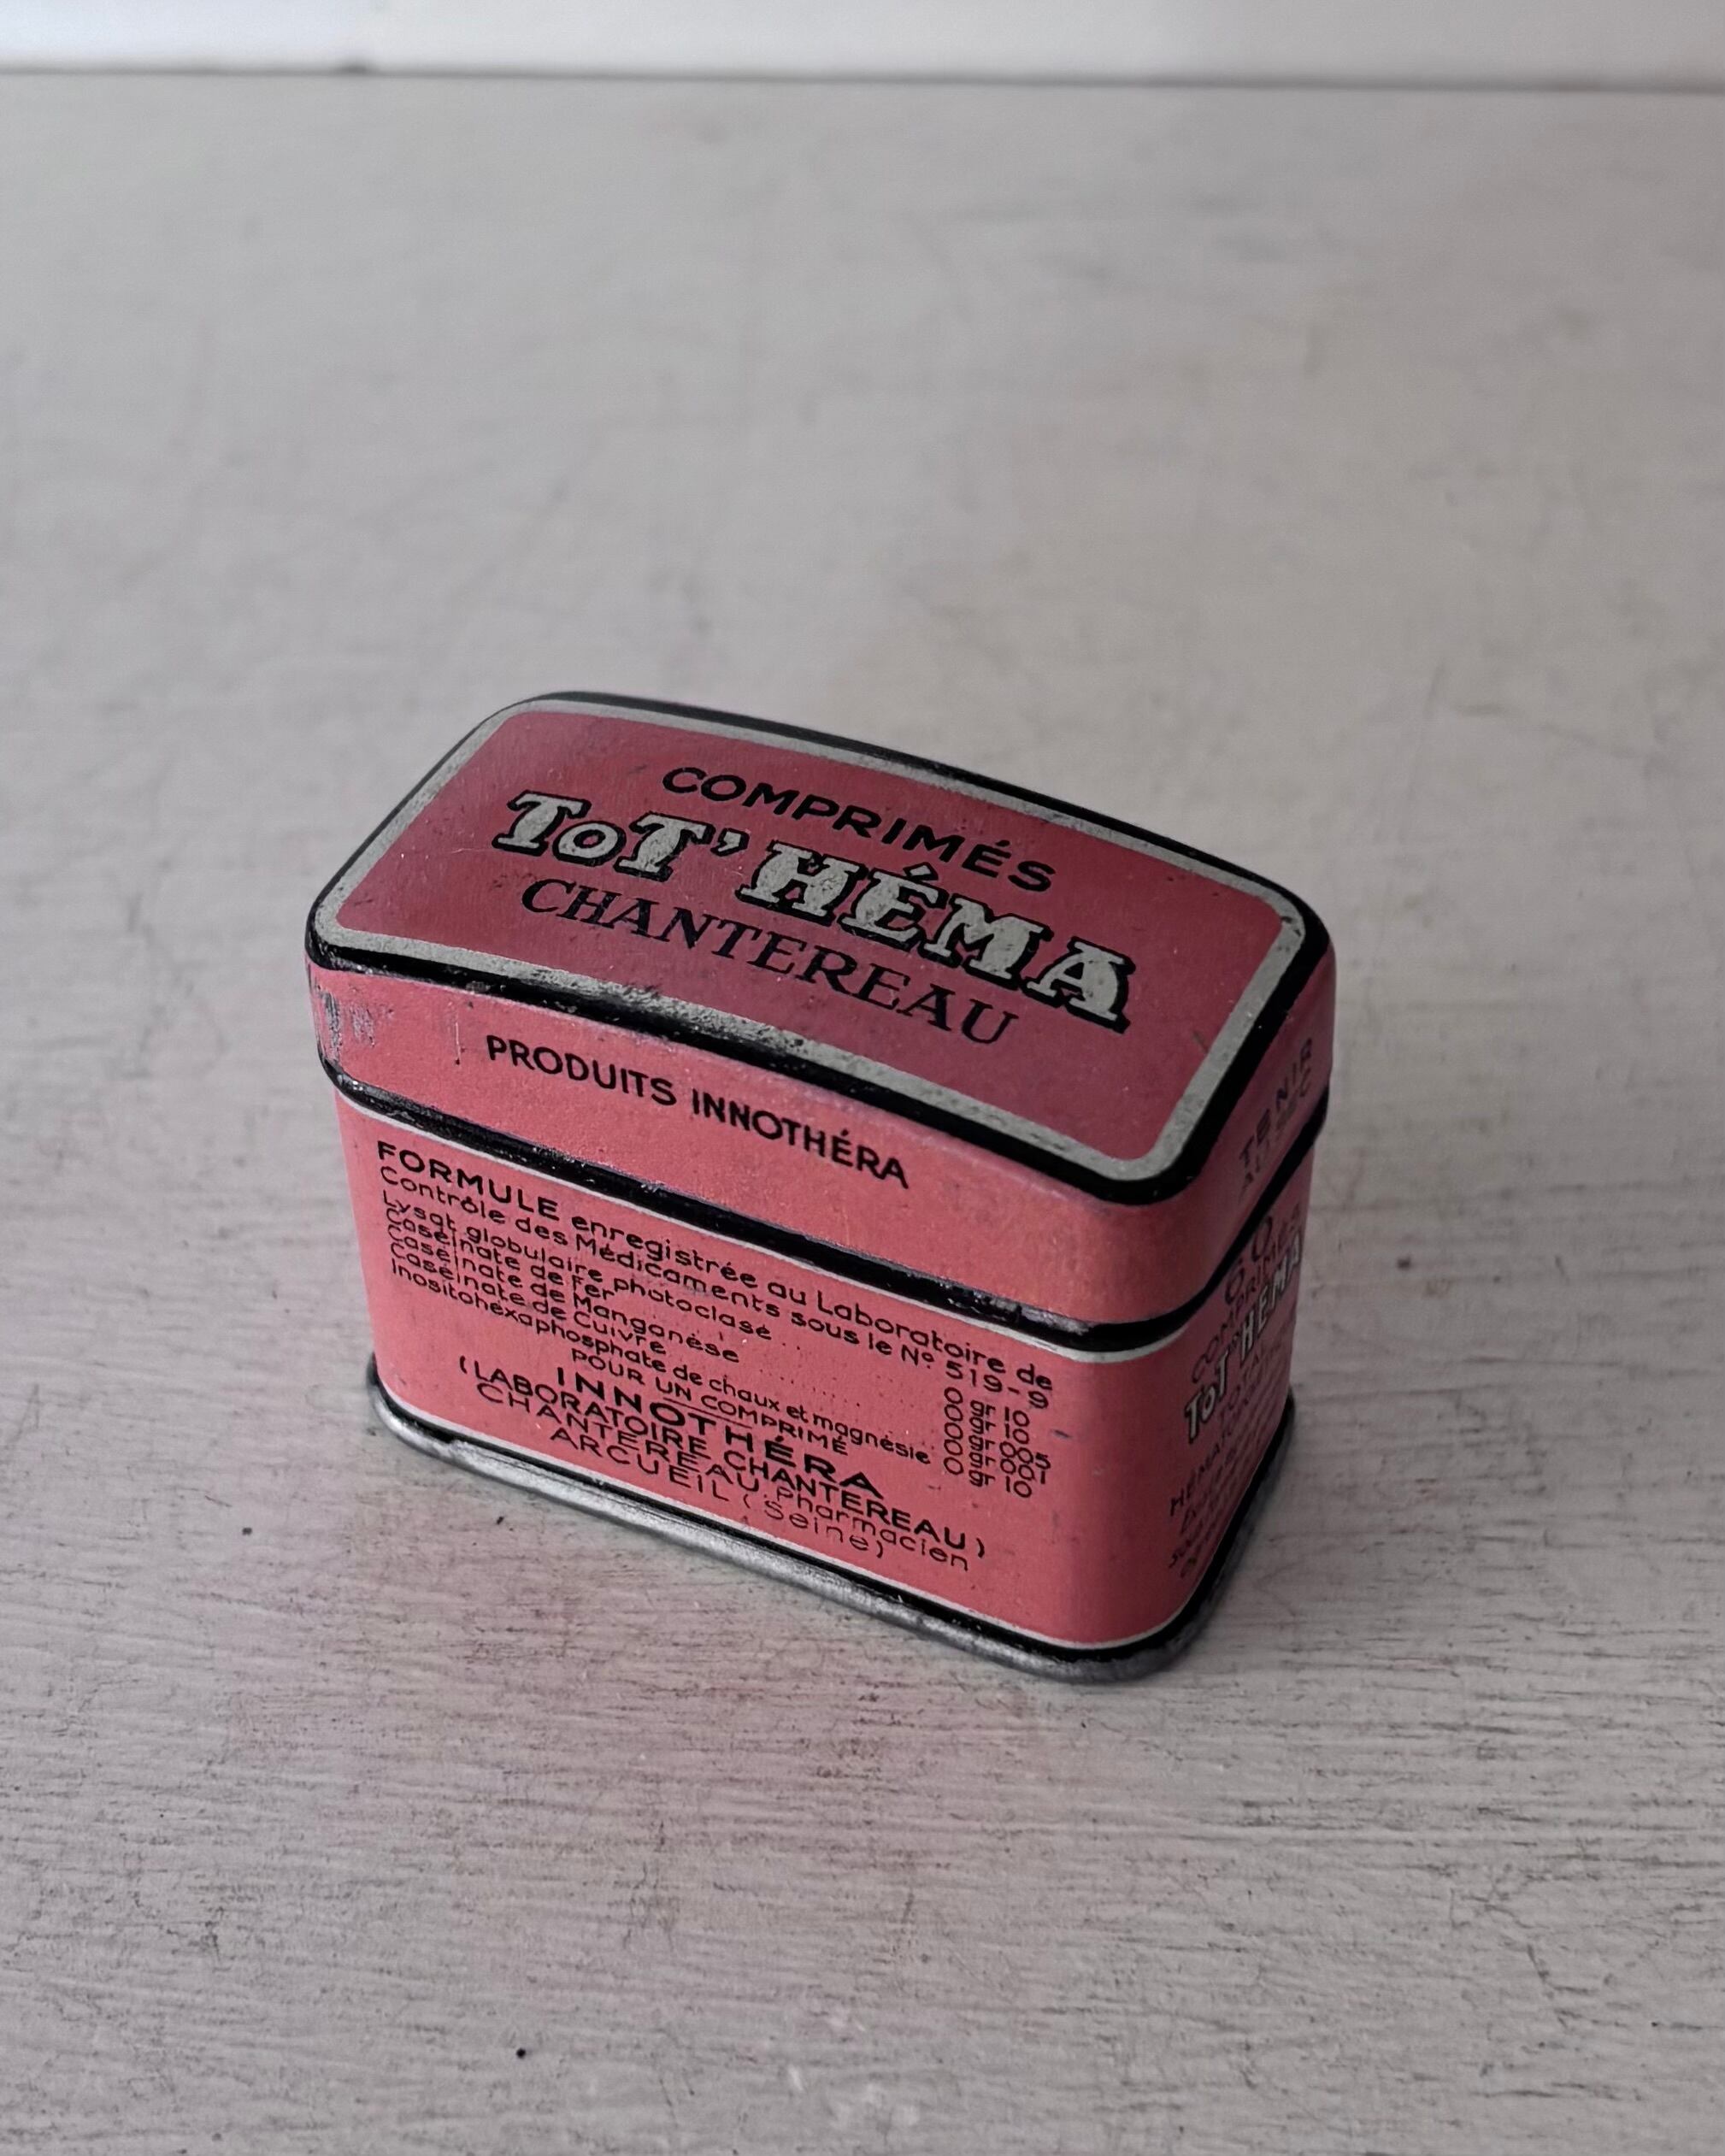 COMPRIMÉS
ToT'HÉMA
CHANTEREAU
PRODUITS INNOTHÉRA
FORMULE enregistrée au Laboratoire de
Contrôle des Médicaments sous le Nº 519-9
Lysat globulaire photoclasé ........ 0 gr 10
Caséinate de Fer ........ 0 gr 10
Caséinate de Manganèse ........ 0 gr 005
Caséinate de Cuivre ........ 0 gr 001
Inositohéxaphosphate de chaux et magnésie 0 gr 10
POUR UN COMPRIMÉ
INNOTHÉRA
(LABORATOIRE CHANTEREAU)
CHANTEREAU, Pharmacien
ARCUEIL (Seine)
TENIR
COMPRIMÉS
ToT'HÉMA